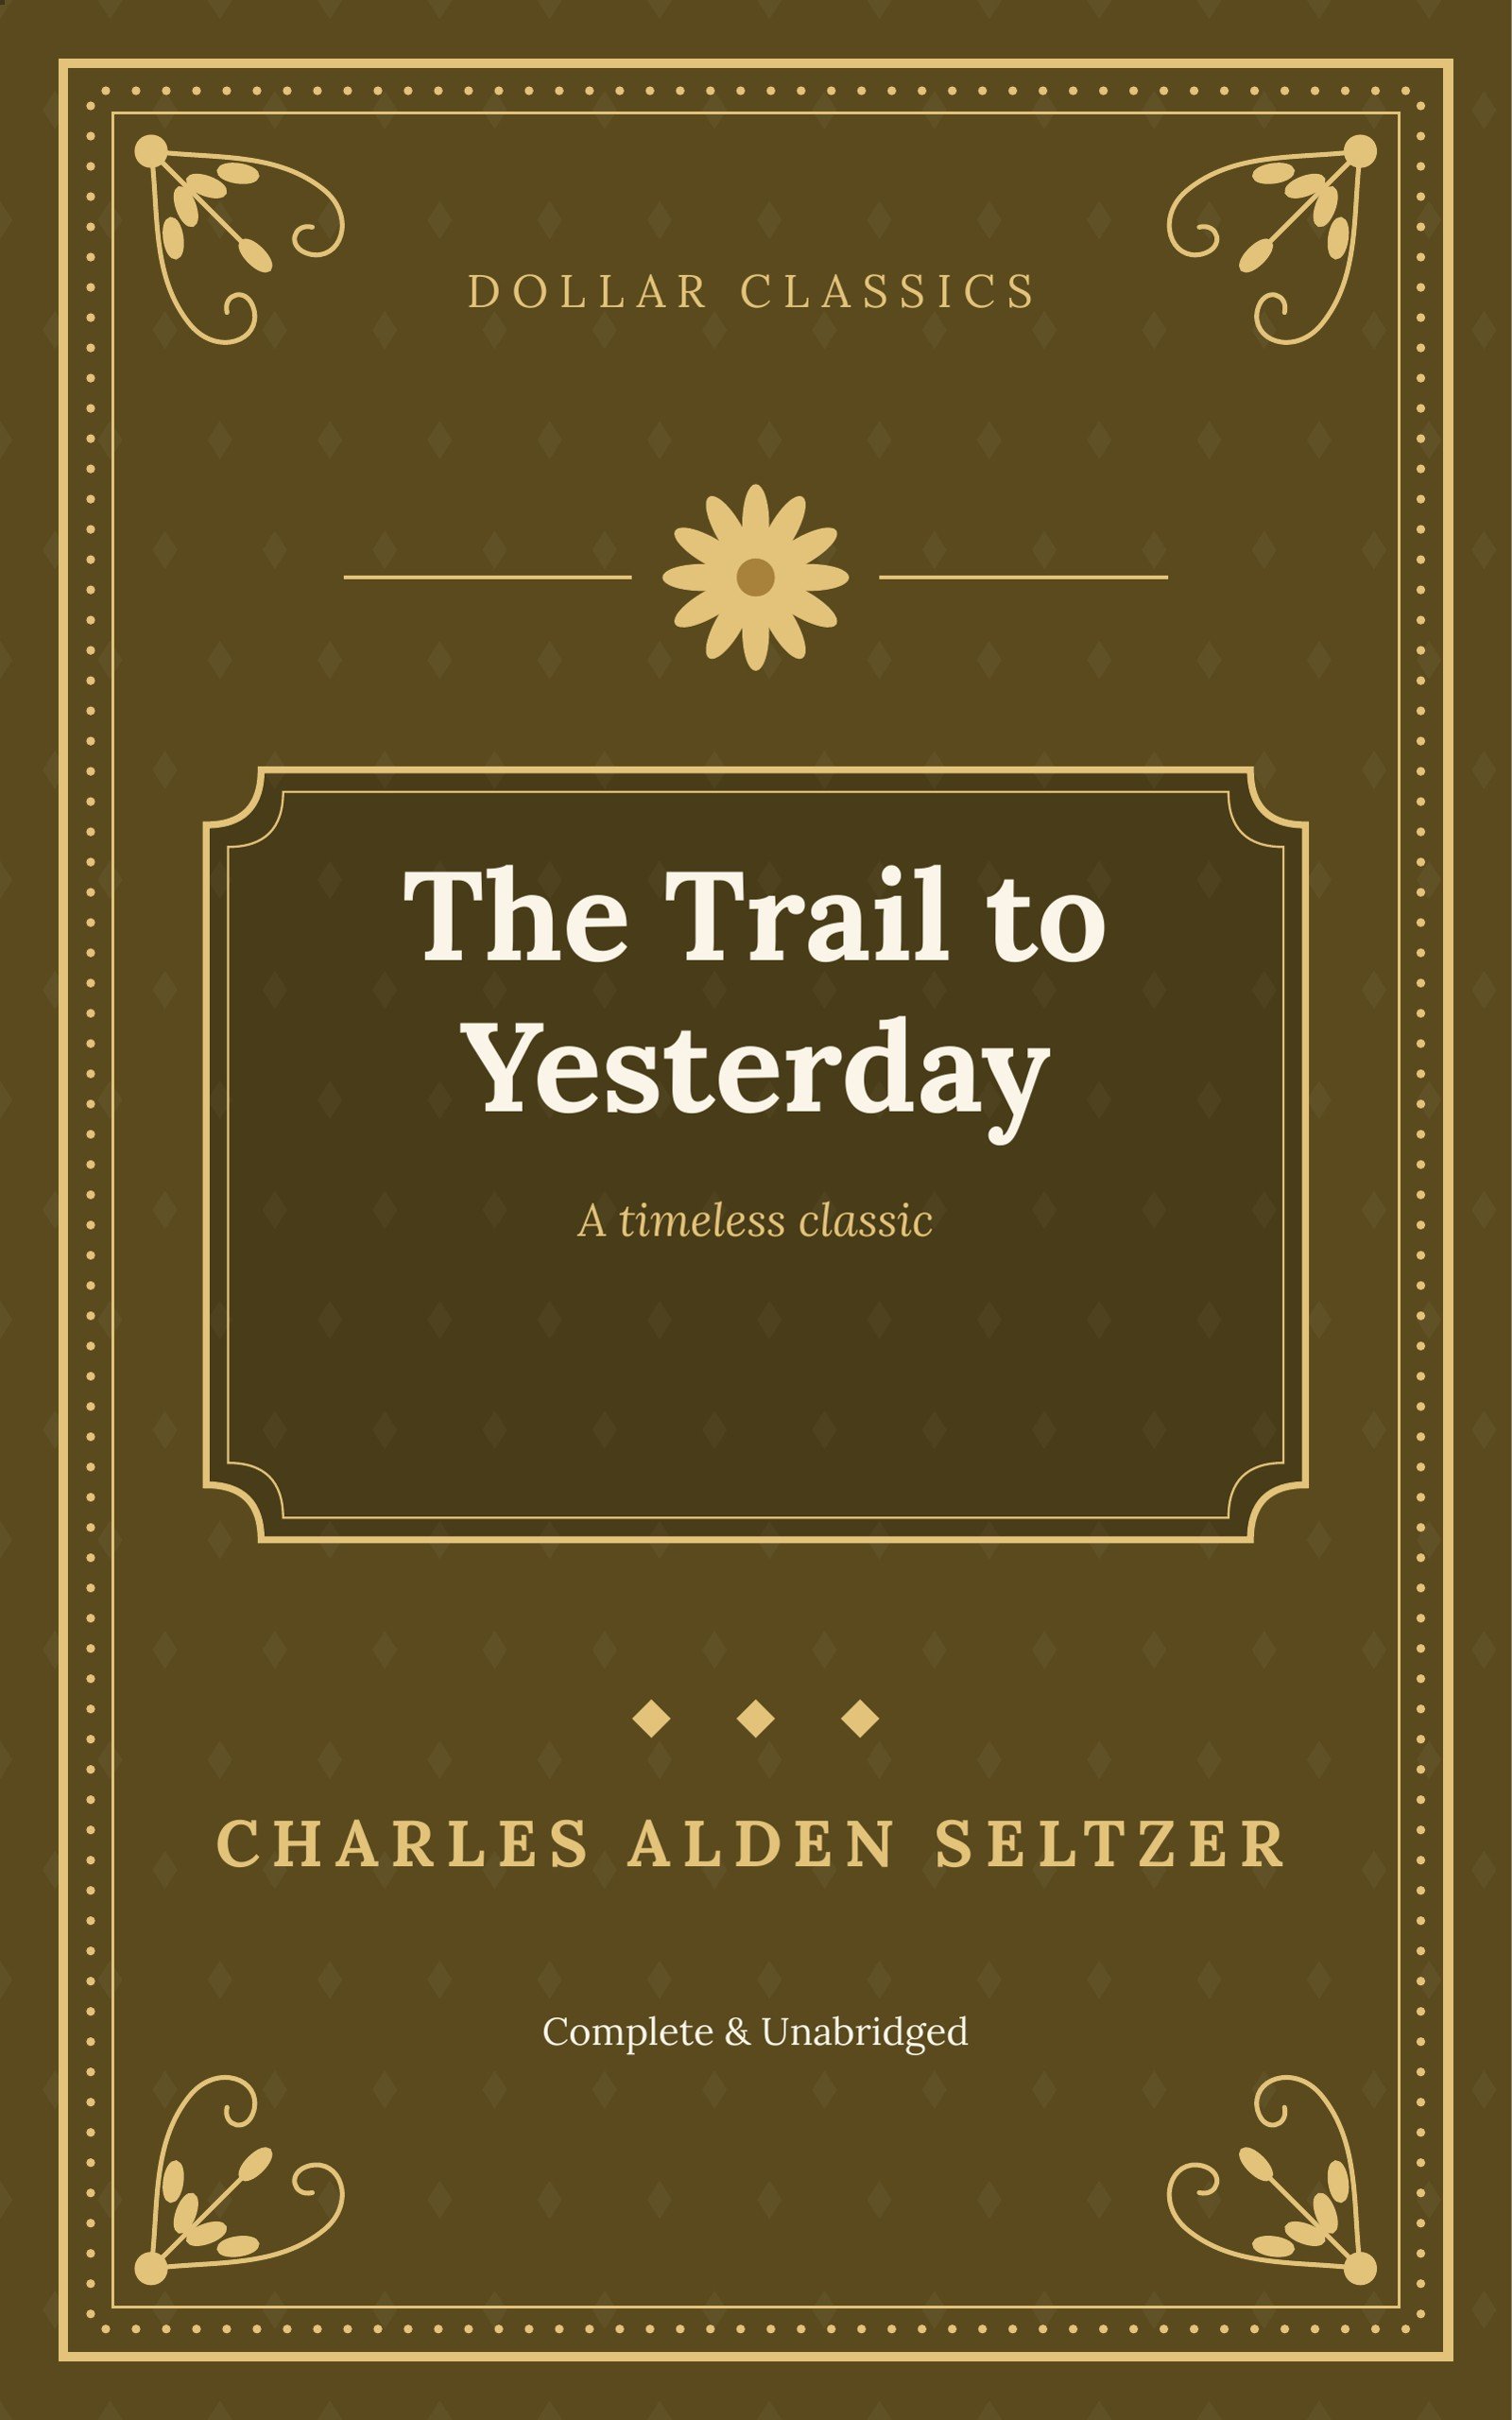 DOLLAR CLASSICS
The Trail to
Yesterday
A timeless classic
CHARLES ALDEN SELTZER
Complete & Unabridged